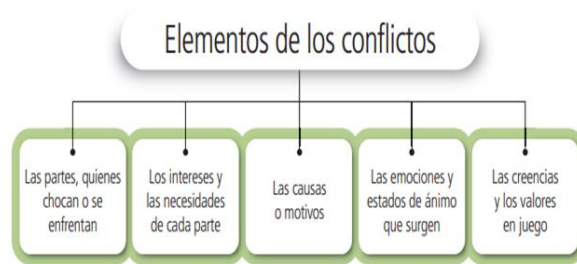 Elementos de los conflictos
Las partes, quienes
chocan o se
enfrentan
Los intereses y
las necesidades
de cada parte
Las causas
o motivos
Las emociones y
estados de ánimo
que surgen
Las creencias
y los valores
en juego